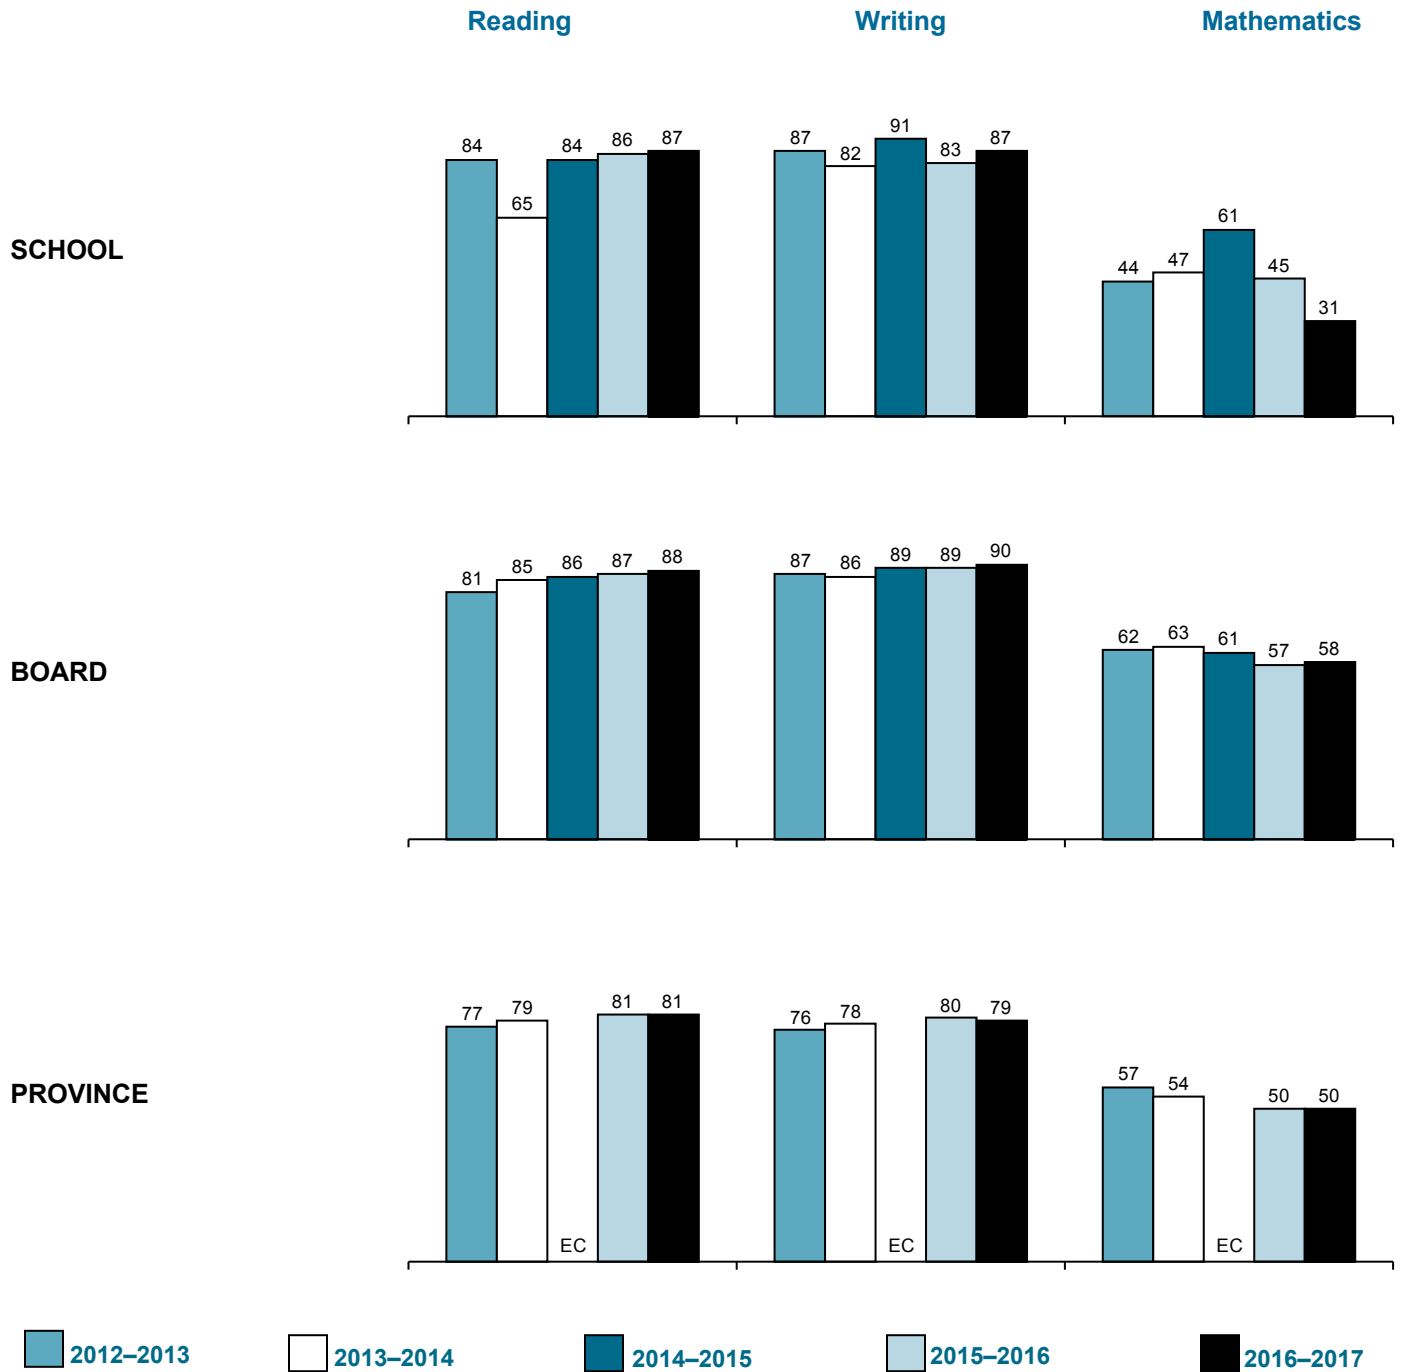 Reading Writing Mathematics
SCHOOL
84 65 84 86 87 87 82 91 83 87 44 47 61 45 31
BOARD
81 85 86 87 88 87 86 89 89 90 62 63 61 57 58
PROVINCE
77 79 EC 81 81 76 78 EC 80 79 57 54 EC 50 50
2012–2013 2013–2014 2014–2015 2015–2016 2016–2017